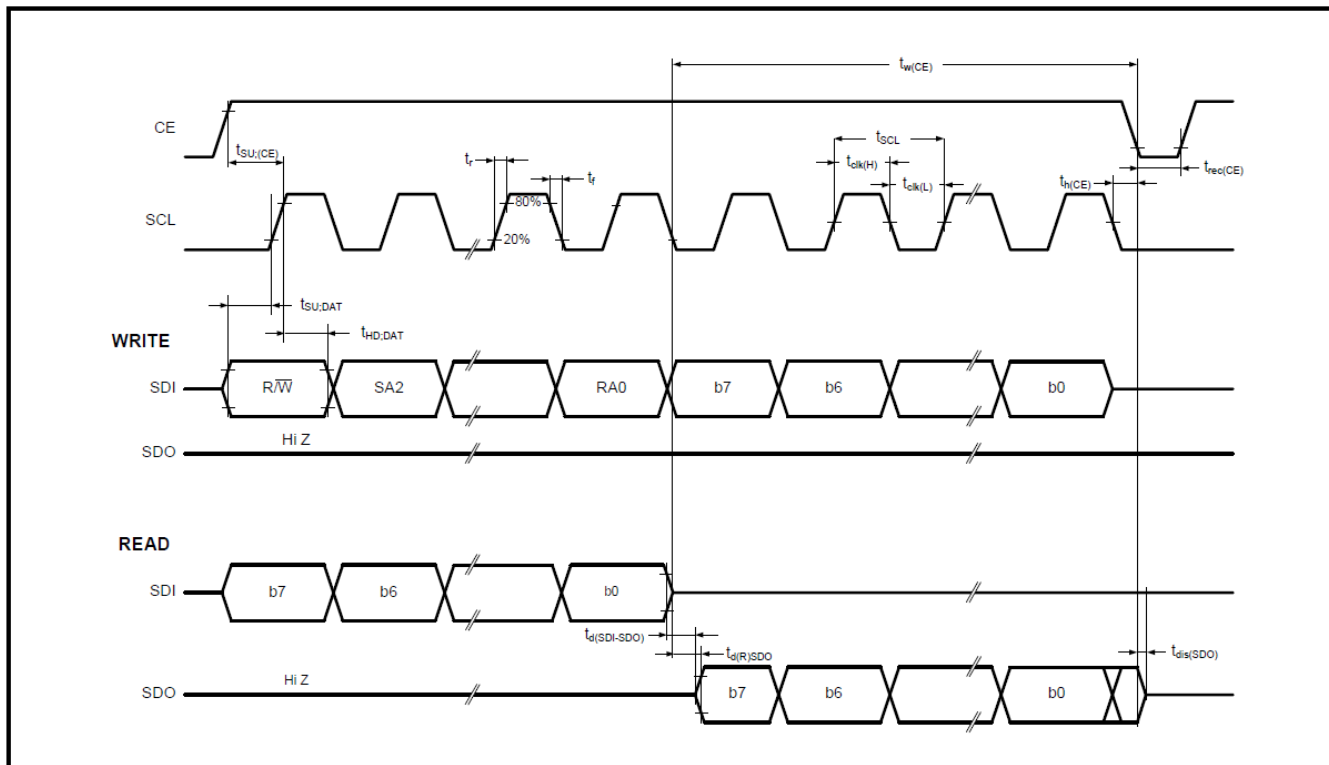 tw(CE)
CE
tSU;(CE)
tr
tf
tSCL
tclk(H)
tclk(L)
th(CE)
trec(CE)
SCL
80%
20%
tSU;DAT
tHD;DAT
WRITE
SDI R/W̅ SA2 RA0 b7 b6 b0
Hi Z
SDO
READ
SDI b7 b6 b0
td(SDI-SDO)
td(R)SDO
tdis(SDO)
Hi Z
SDO b7 b6 b0